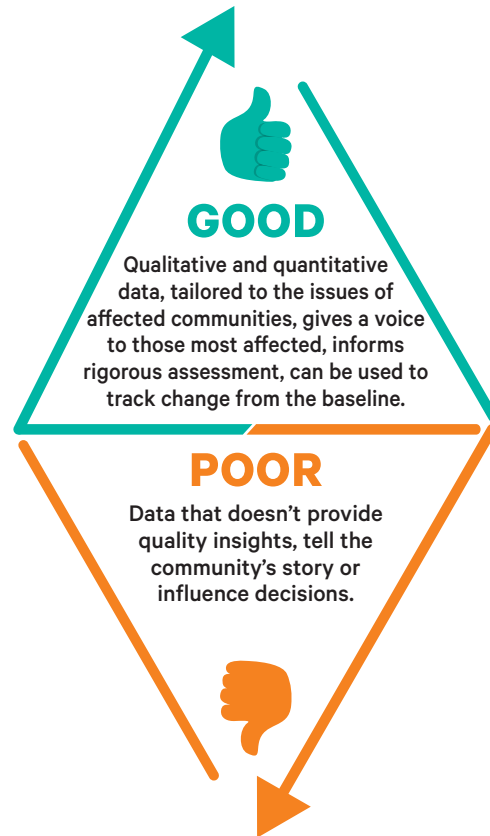 GOOD
Qualitative and quantitative
data, tailored to the issues of
affected communities, gives a voice
to those most affected, informs
rigorous assessment, can be used to
track change from the baseline.
POOR
Data that doesn’t provide
quality insights, tell the
community’s story or
influence decisions.